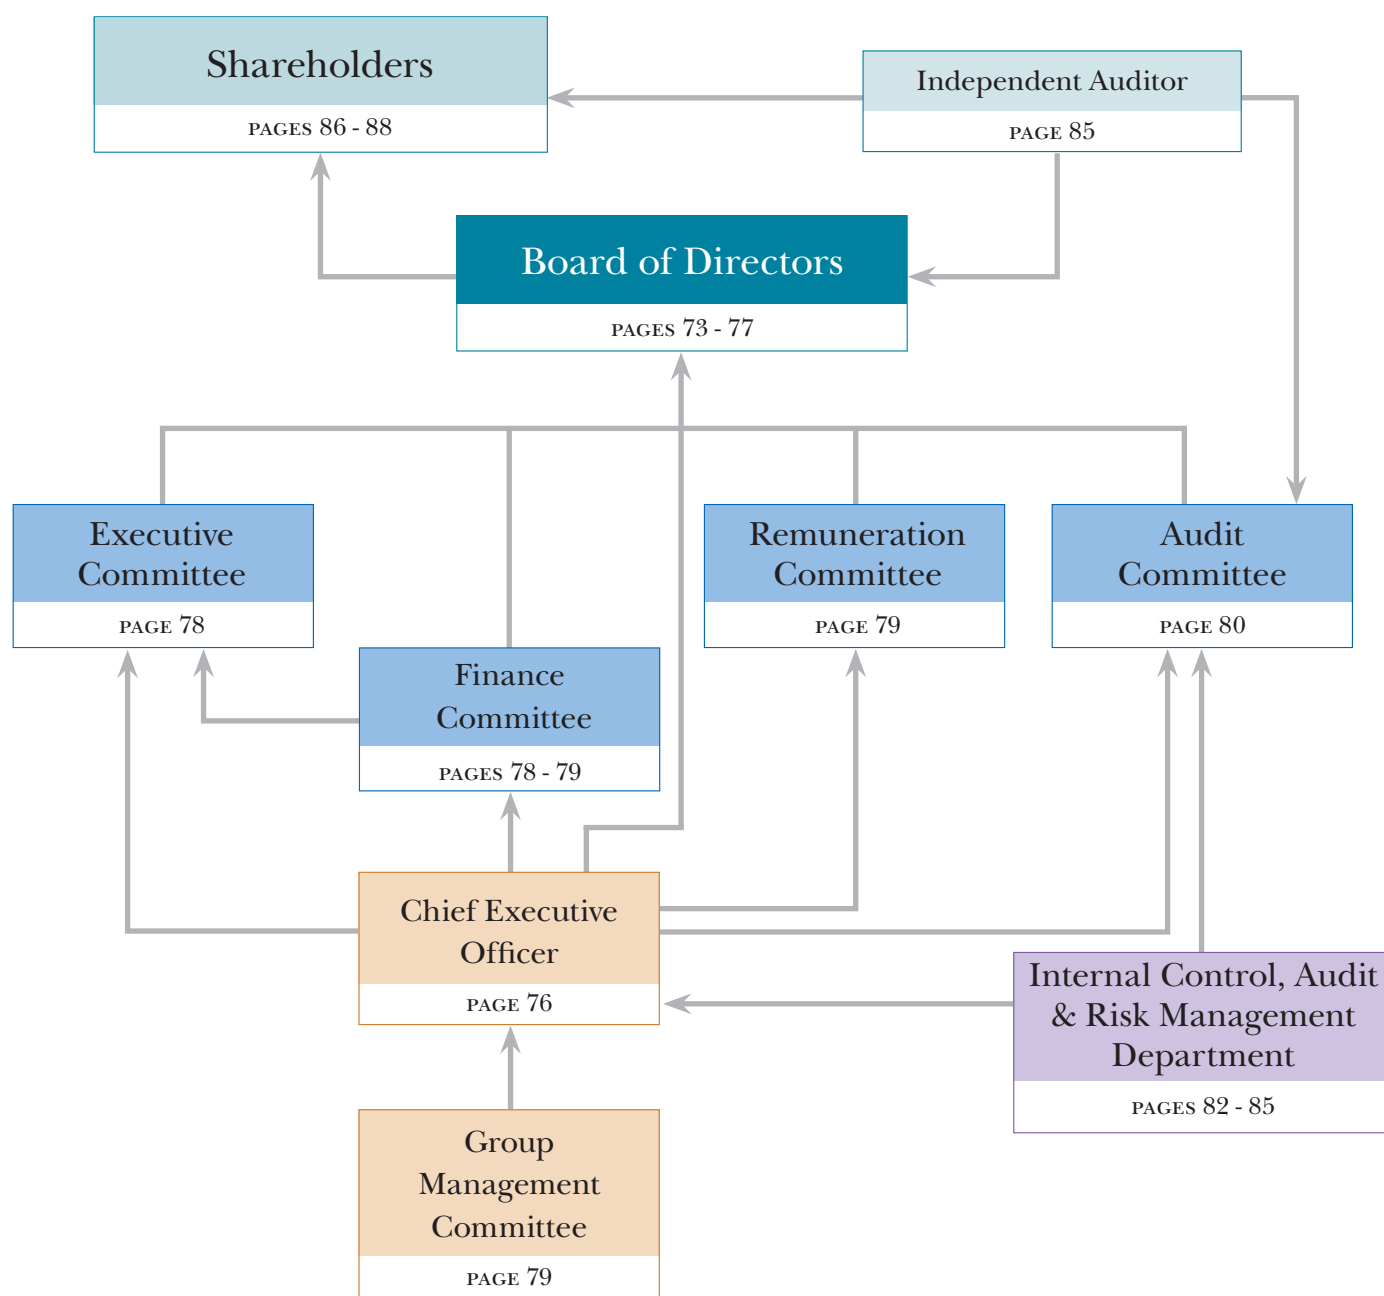 Shareholders
PAGES 86 - 88
Independent Auditor
PAGE 85
Board of Directors
PAGES 73 - 77
Executive
Committee
PAGE 78
Remuneration
Committee
PAGE 79
Audit
Committee
PAGE 80
Finance
Committee
PAGES 78 - 79
Chief Executive
Officer
PAGE 76
Internal Control, Audit
& Risk Management
Department
PAGES 82 - 85
Group
Management
Committee
PAGE 79